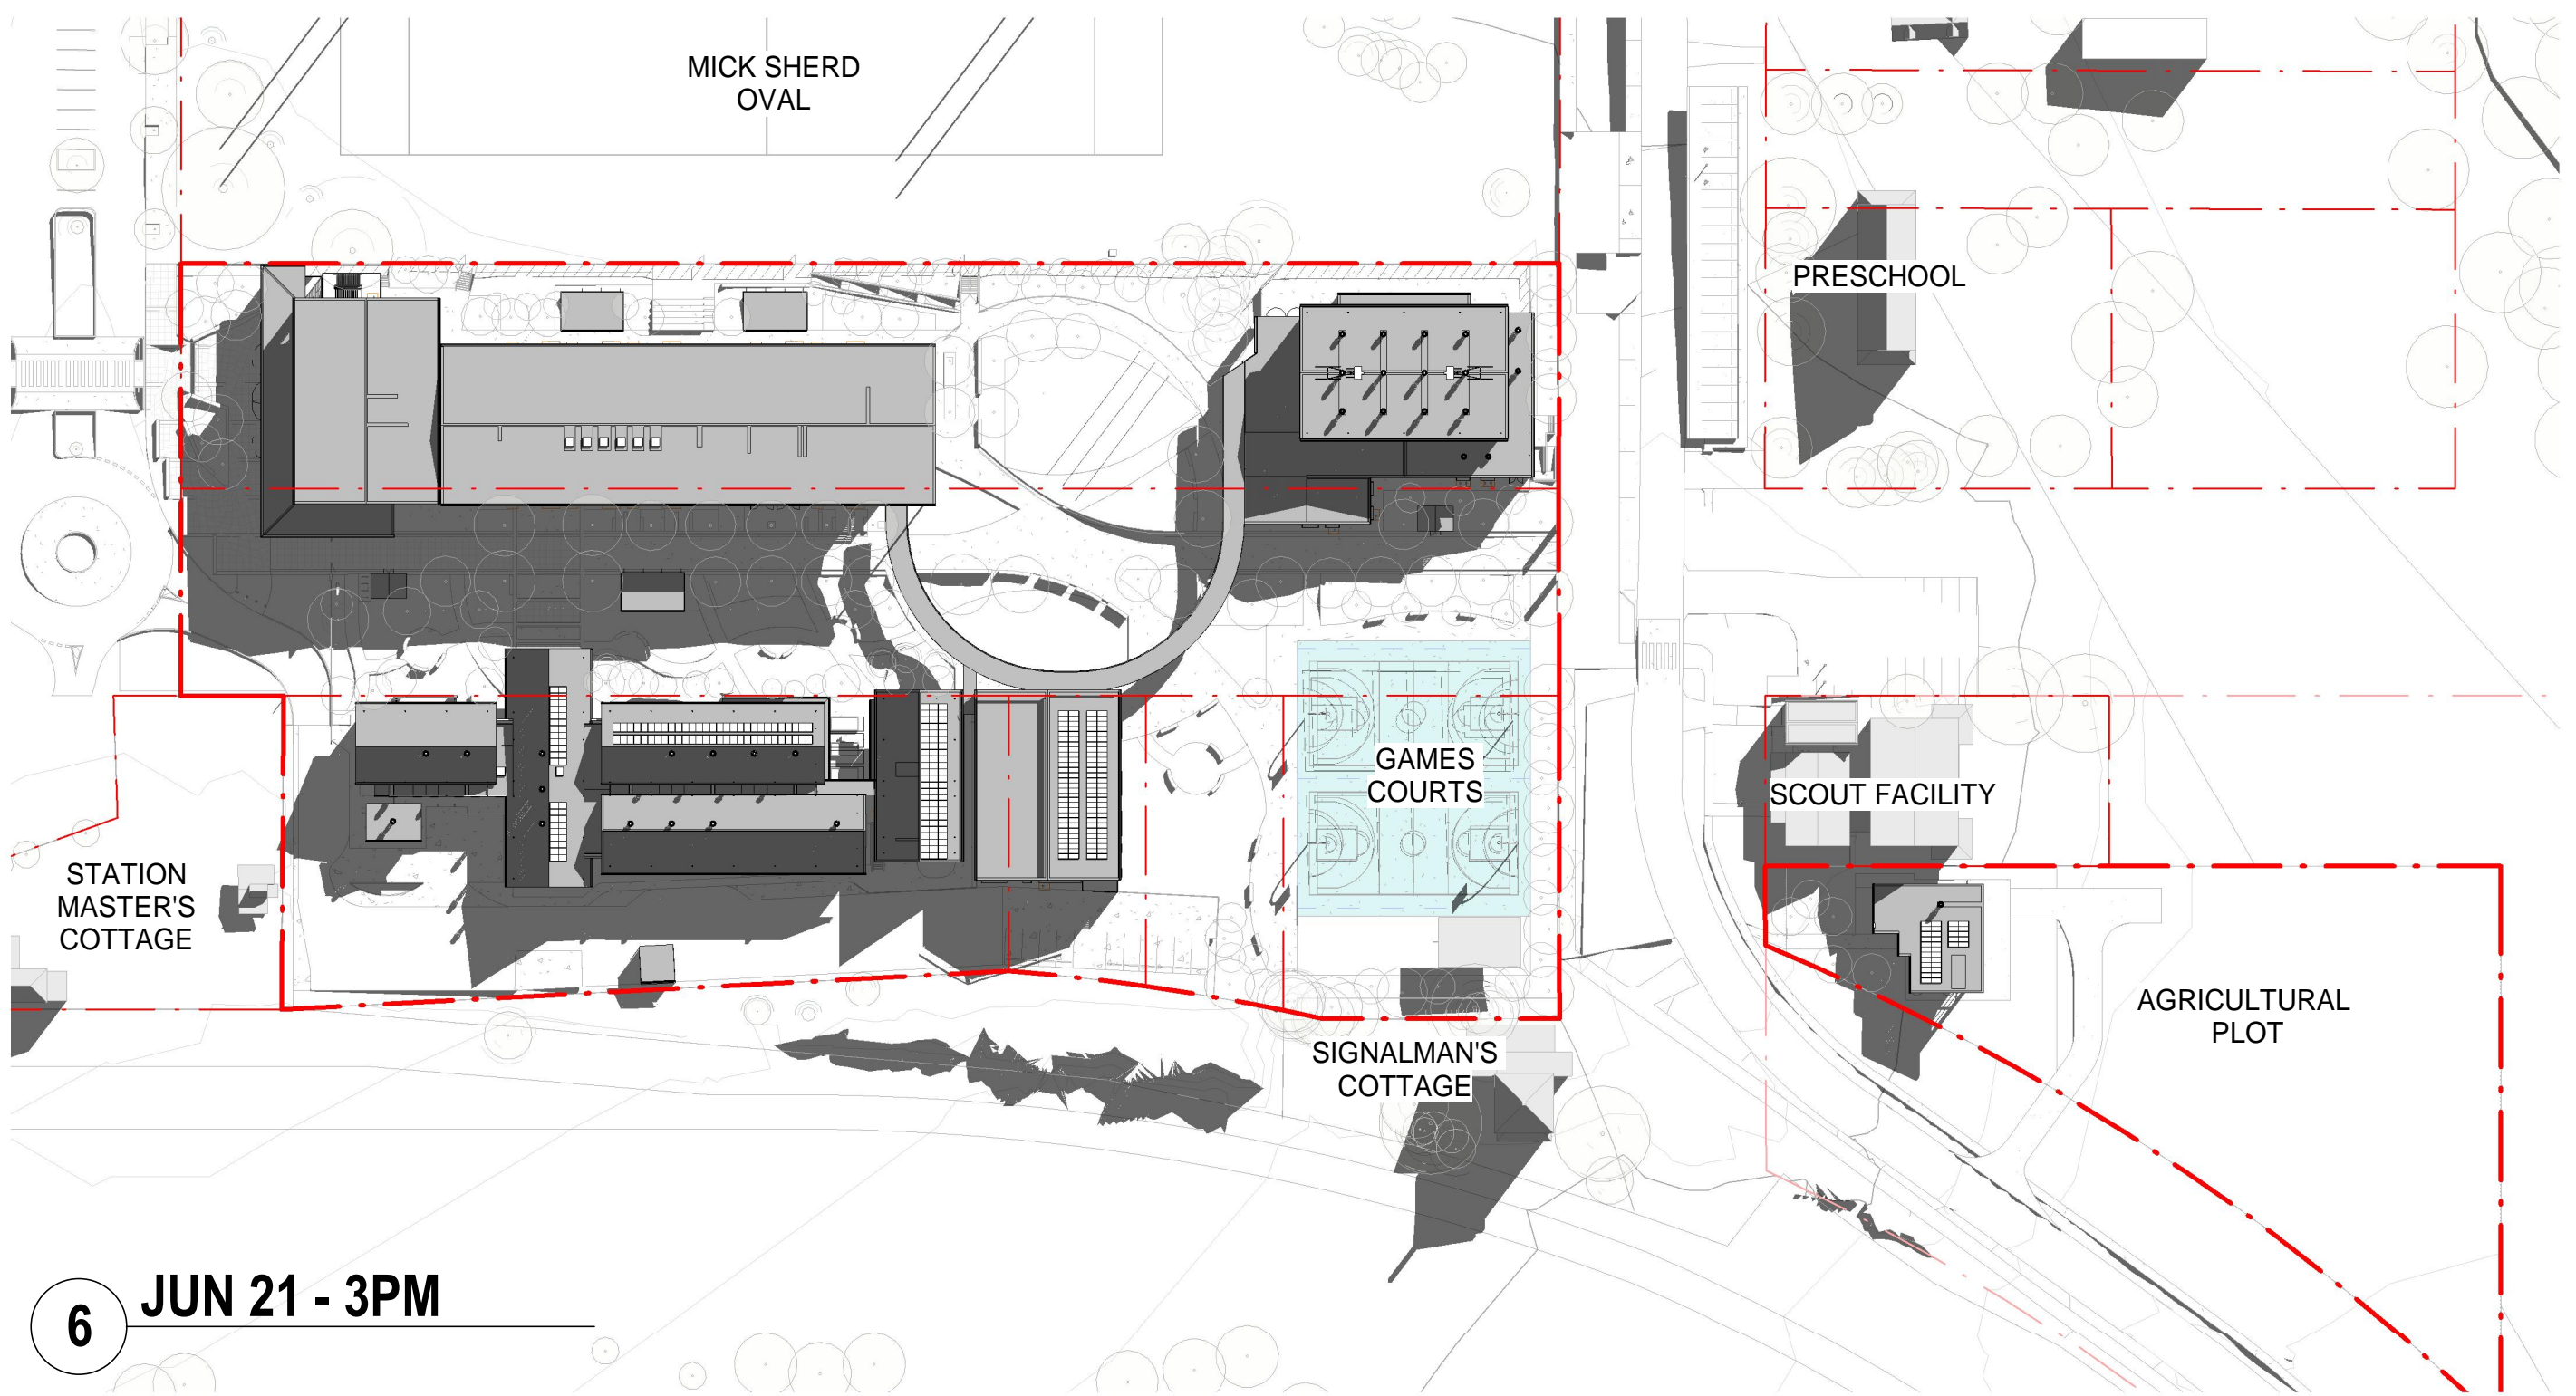 MICK SHERD
OVAL
PRESCHOOL
GAMES
COURTS
SCOUT FACILITY
STATION
MASTER'S
COTTAGE
AGRICULTURAL
PLOT
SIGNALMAN'S
COTTAGE
6
JUN 21 - 3PM